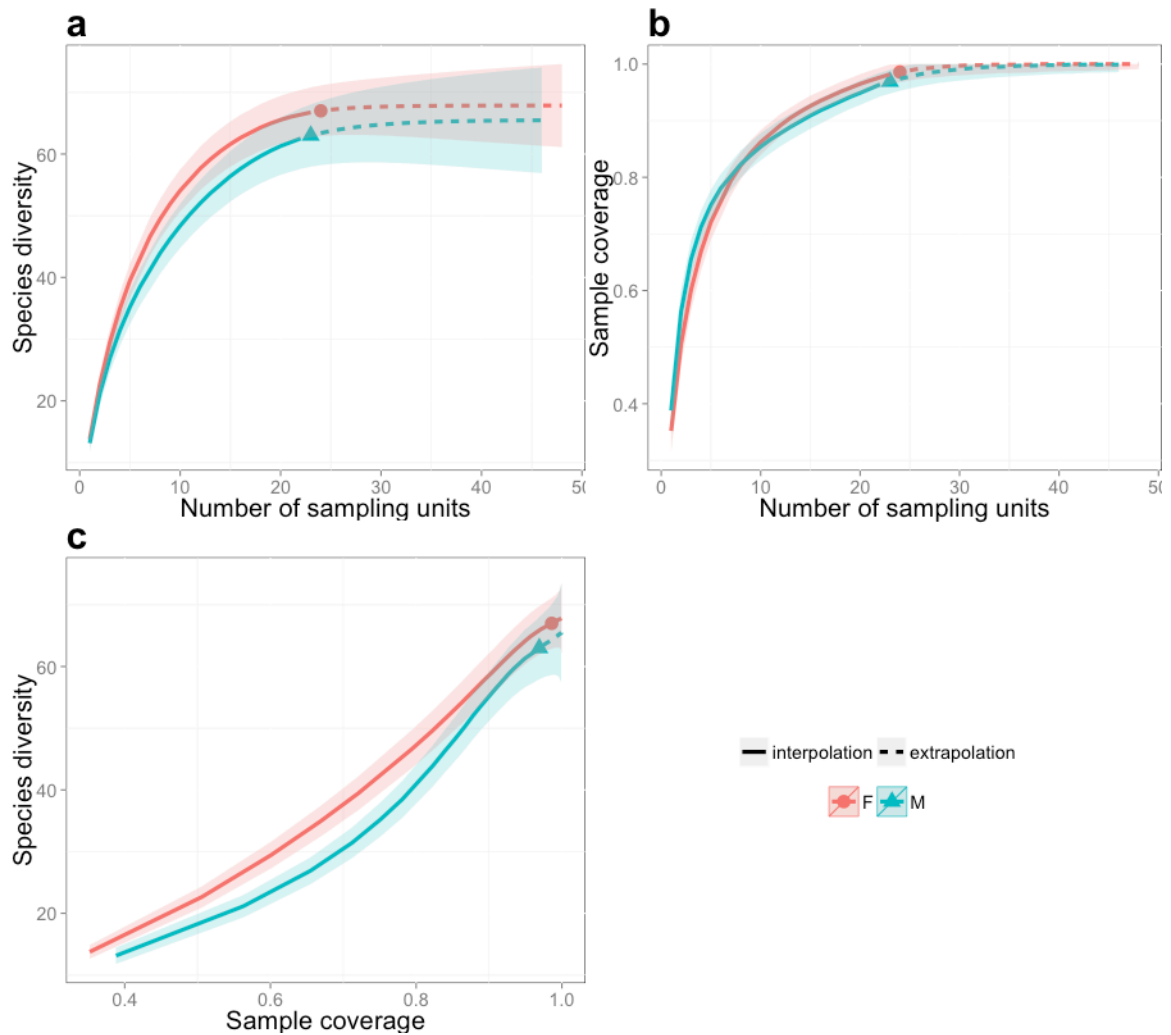 a
60
40
20
Species diversity
0 10 20 30 40 50
Number of sampling units
b
1.0
0.8
0.6
0.4
Sample coverage
0 10 20 30 40 50
Number of sampling units
c
60
40
20
Species diversity
0.4 0.6 0.8 1.0
Sample coverage
interpolation extrapolation
F M